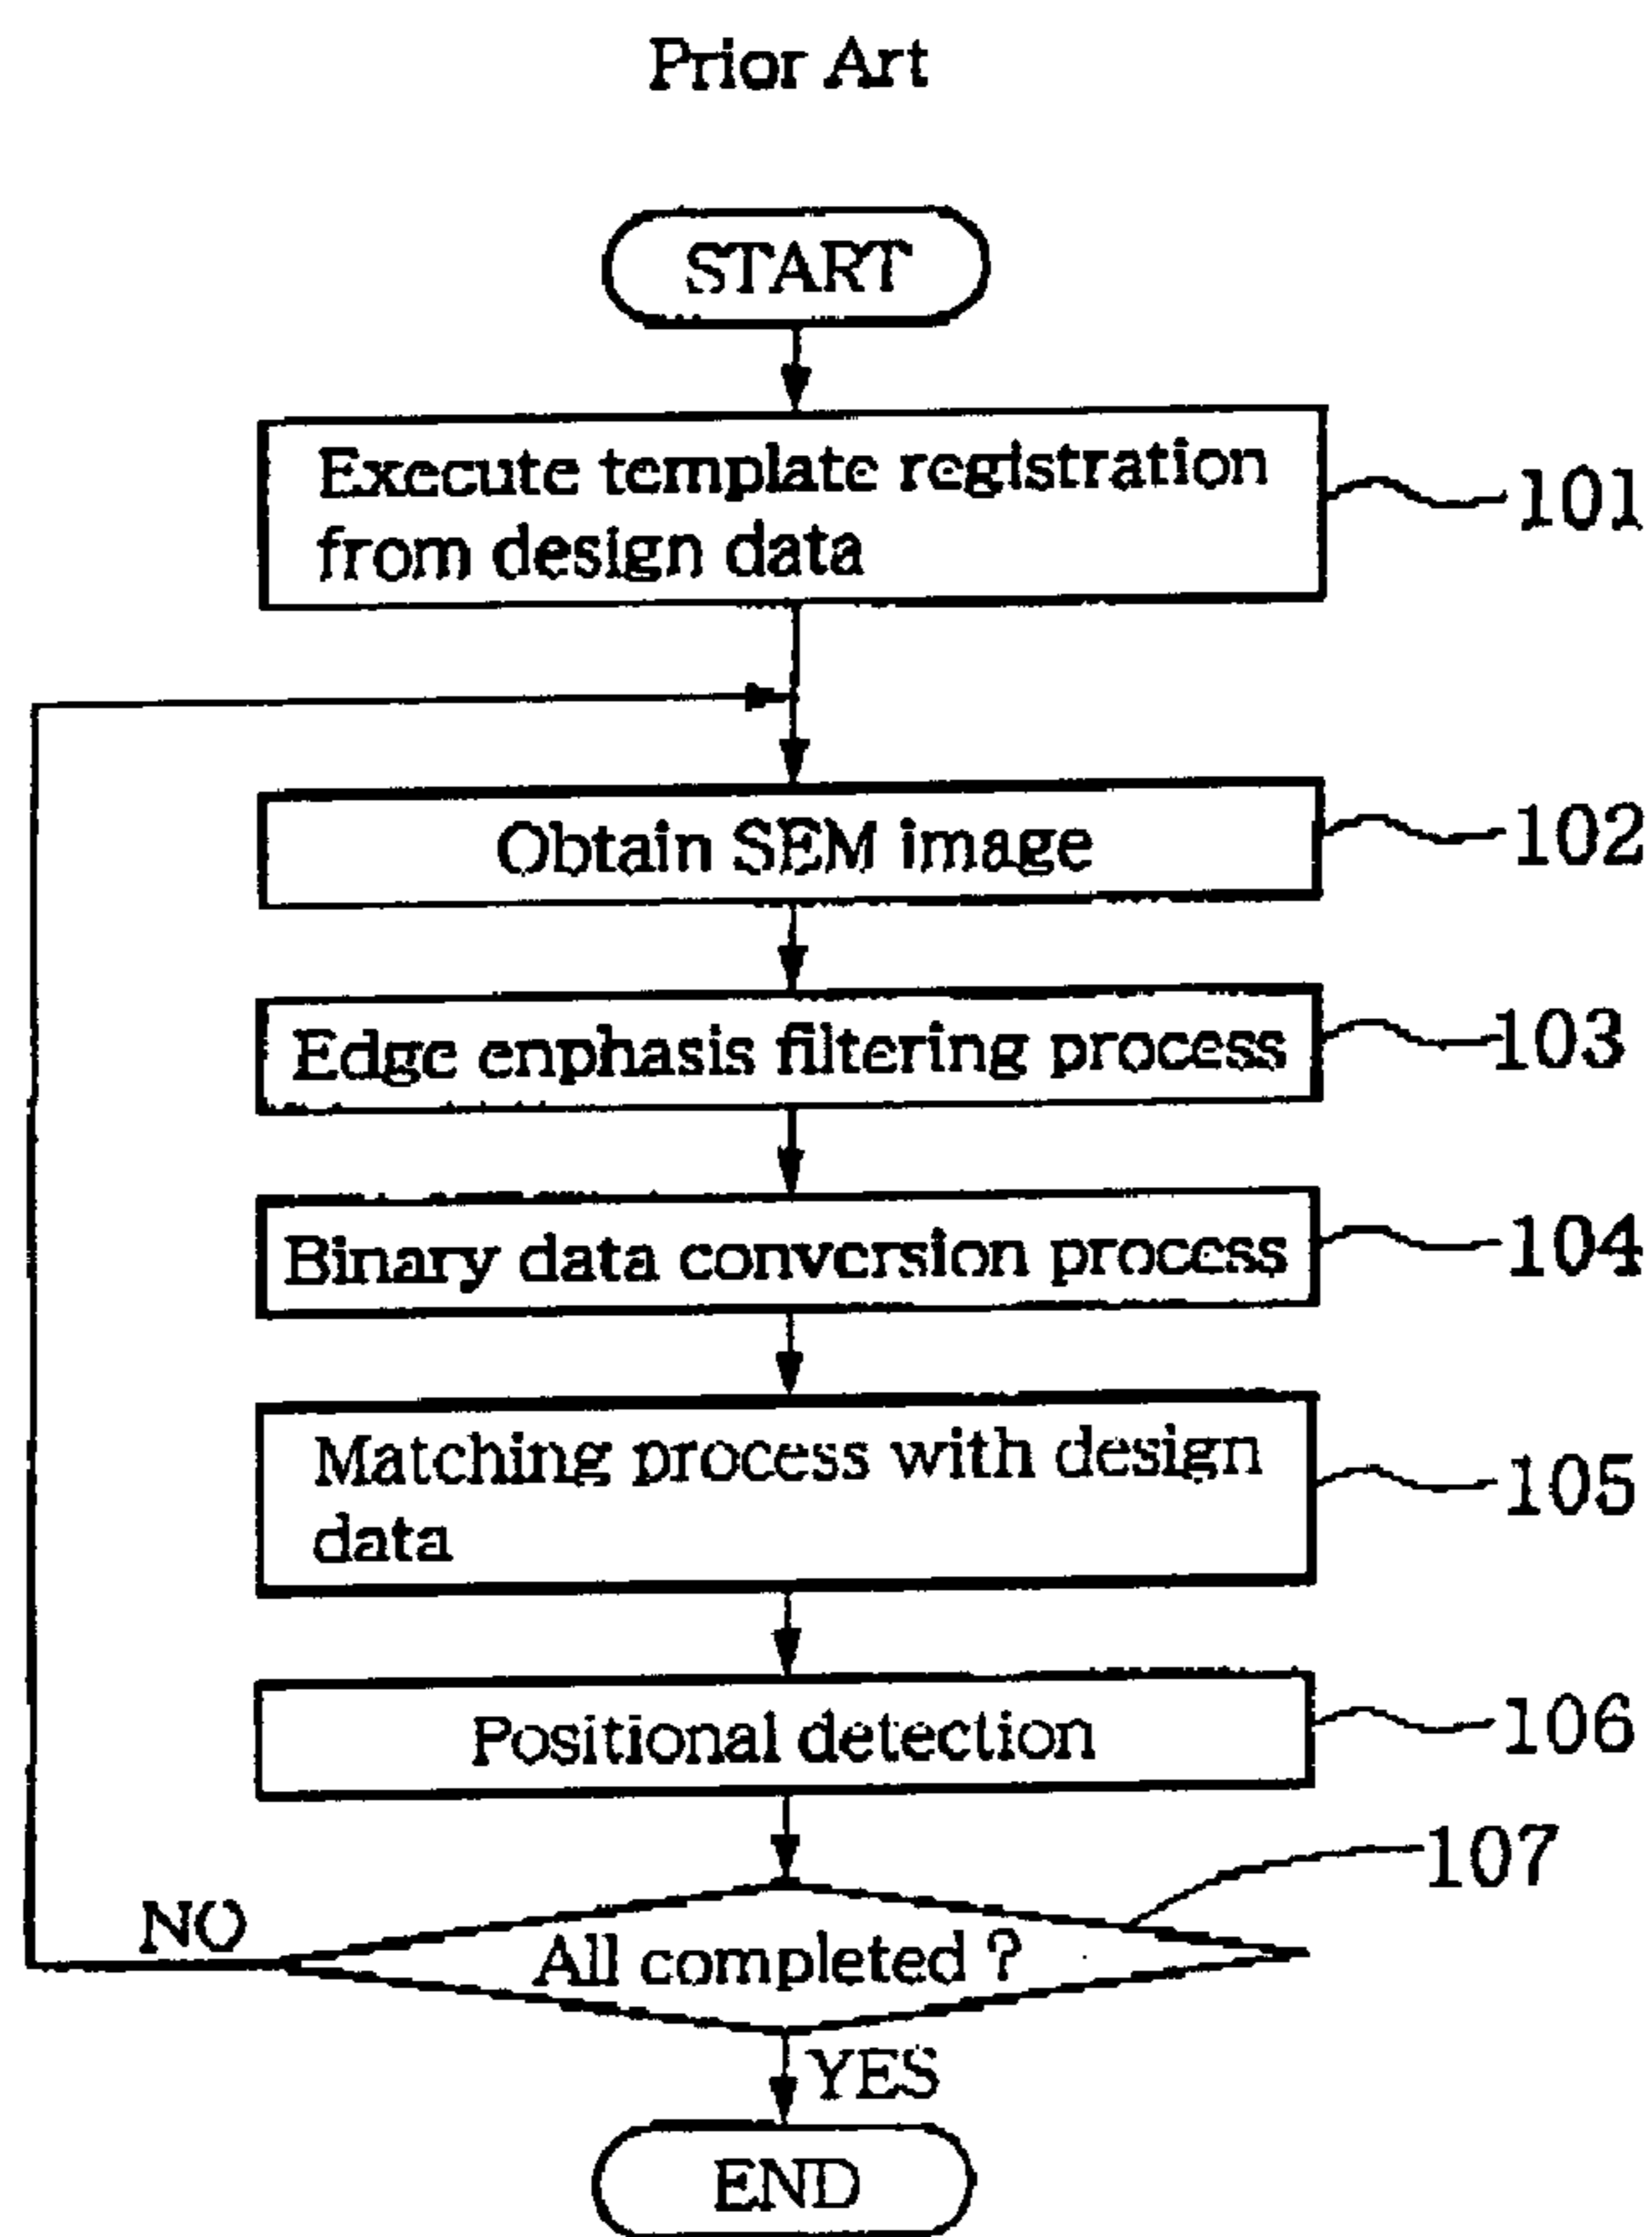 Prior Art
START
Execute template registration
from design data
101
Obtain SEM image
102
Edge enphasis filtering process
103
Binary data conversion process
104
Matching process with design
data
105
Positional detection
106
107
NO
All completed ?
YES
END